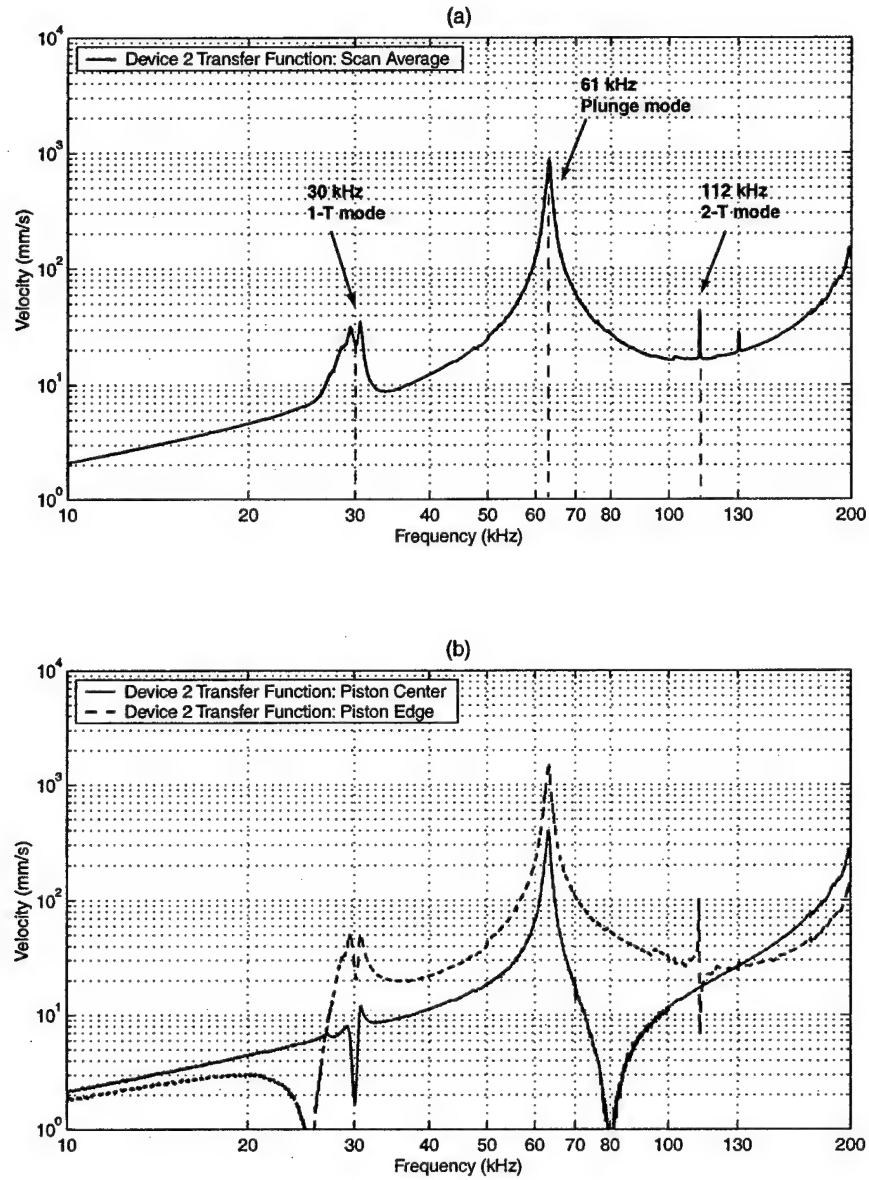 (a)
10^4
10^3
10^2
10^1
10^0
Velocity (mm/s)
Device 2 Transfer Function: Scan Average
30 kHz
1-T mode
61 kHz
Plunge mode
112 kHz
2-T mode
10 20 30 40 50 60 70 80 100 130 200
Frequency (kHz)
(b)
10^4
10^3
10^2
10^1
10^0
Velocity (mm/s)
Device 2 Transfer Function: Piston Center
Device 2 Transfer Function: Piston Edge
10 20 30 40 50 60 70 80 100 130 200
Frequency (kHz)